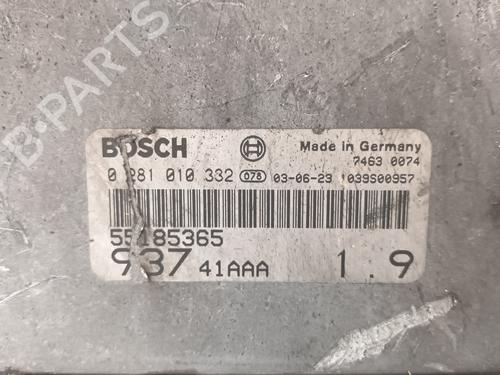 B-PARTS
BOSCH Made in Germany
7463 0074
0 281 010 332 078 03-06-23 1039S00957
55185365
937 41AAA 1.9